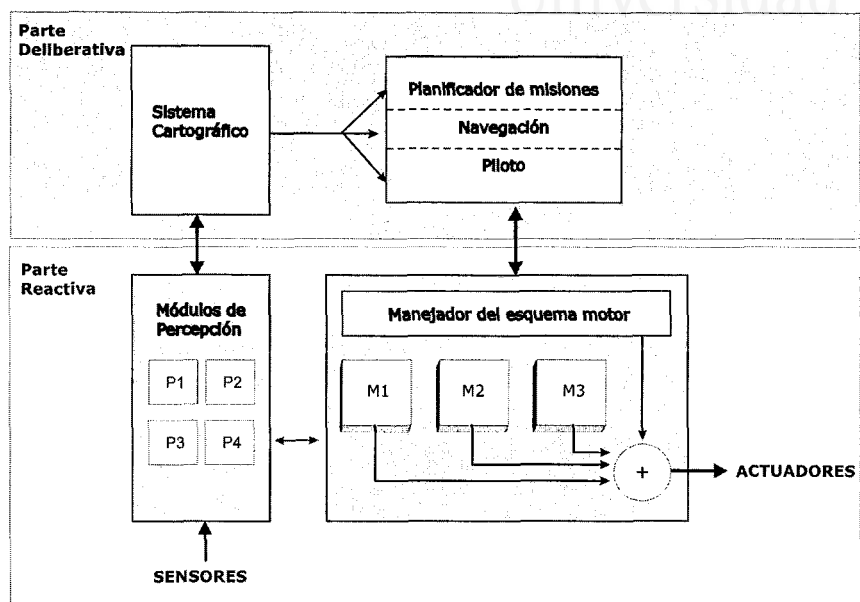 Universidad
Parte
Deliberativa
Sistema
Cartográfico
Planificador de misiones
Navegación
Piloto
Parte
Reactiva
Módulos de
Percepción
P1 P2
P3 P4
Manejador del esquema motor
M1 M2 M3
+
ACTUADORES
SENSORES